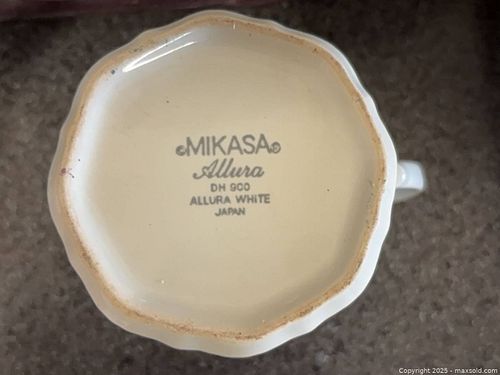 ©MIKASA®
Allura
DH 900
ALLURA WHITE
JAPAN
Copyright 2025 - maxsold.com